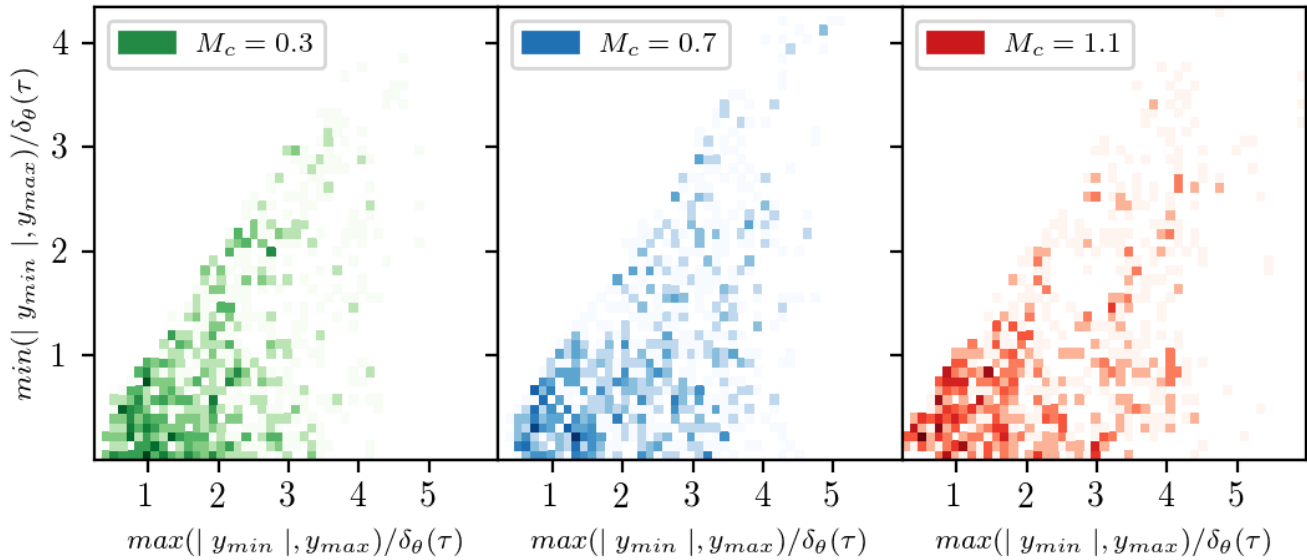 M_c = 0.3
M_c = 0.7
M_c = 1.1
min(| y_min |, y_max)/δ_θ(τ)
4
3
2
1
1 2 3 4 5
1 2 3 4 5
1 2 3 4 5
max(| y_min |, y_max)/δ_θ(τ)
max(| y_min |, y_max)/δ_θ(τ)
max(| y_min |, y_max)/δ_θ(τ)